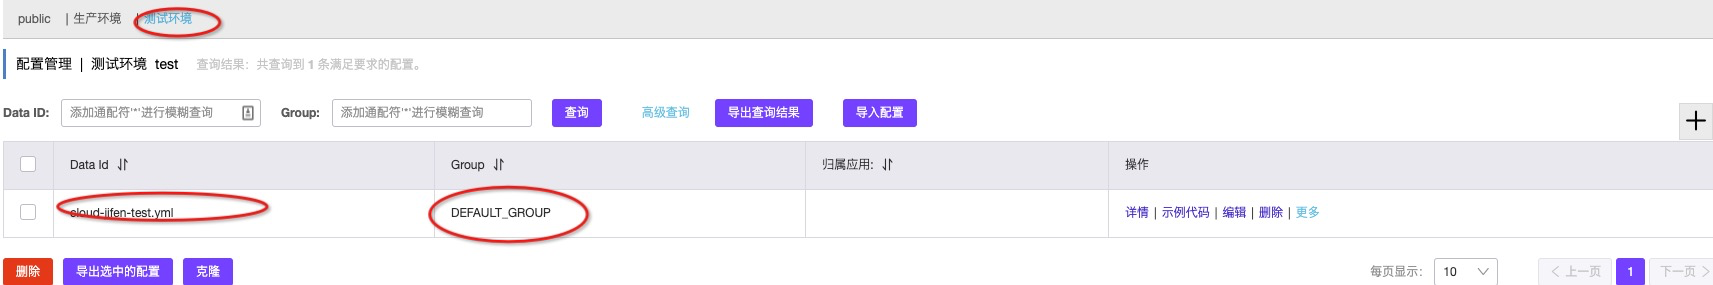 public | 生产环境 | 测试环境
配置管理 | 测试环境 test 查询结果：共查询到 1 条满足要求的配置。
Data ID: 添加通配符'*'进行模糊查询 Group: 添加通配符'*'进行模糊查询 查询 高级查询 导出查询结果 导入配置
Data Id Group 归属应用: 操作
cloud-jifen-test.yml DEFAULT_GROUP 详情 | 示例代码 | 编辑 | 删除 | 更多
删除 导出选中的配置 克隆 每页显示: 10 上一页 1 下一页